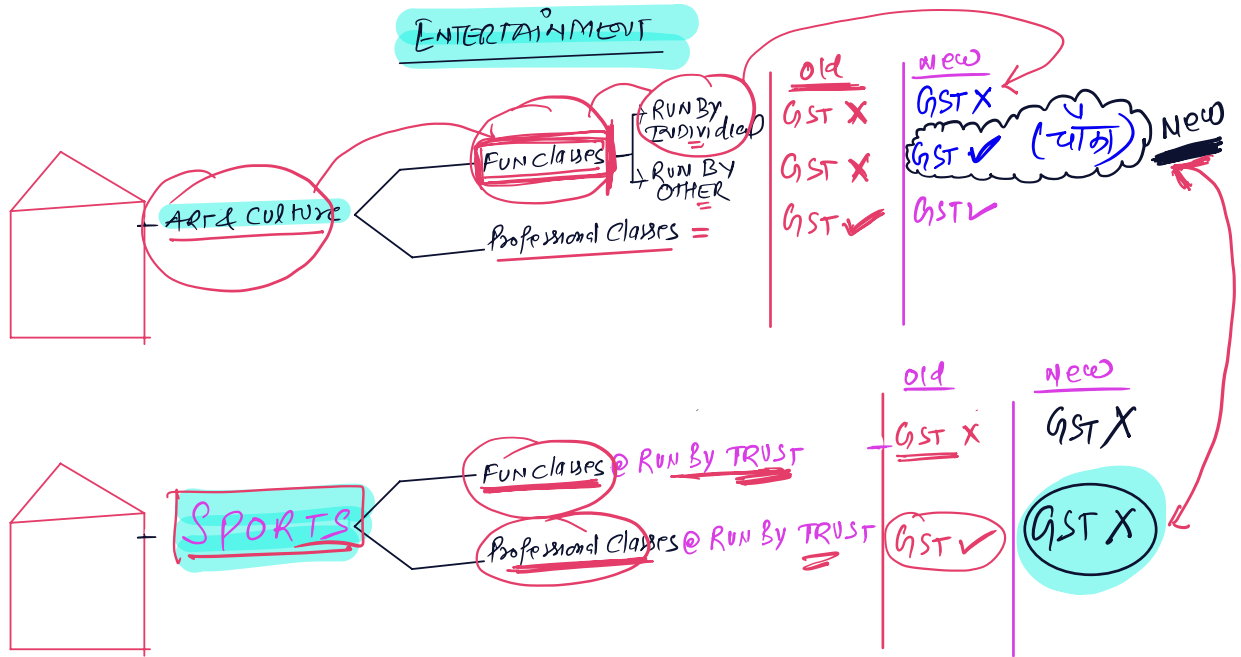 ENTERTAINMENT
Old
New
RUN BY
INDIVIDUAL
GST X
GST X
Fun Classes
RUN BY
OTHER
GST X
GST ✓
(चौंका)
NEW
ART & Culture
Professional Classes =
GST ✓
GST ✓
Old
New
Fun Classes @ RUN BY TRUST
GST X
GST X
SPORTS
Professional Classes @ RUN BY TRUST
GST ✓
GST X